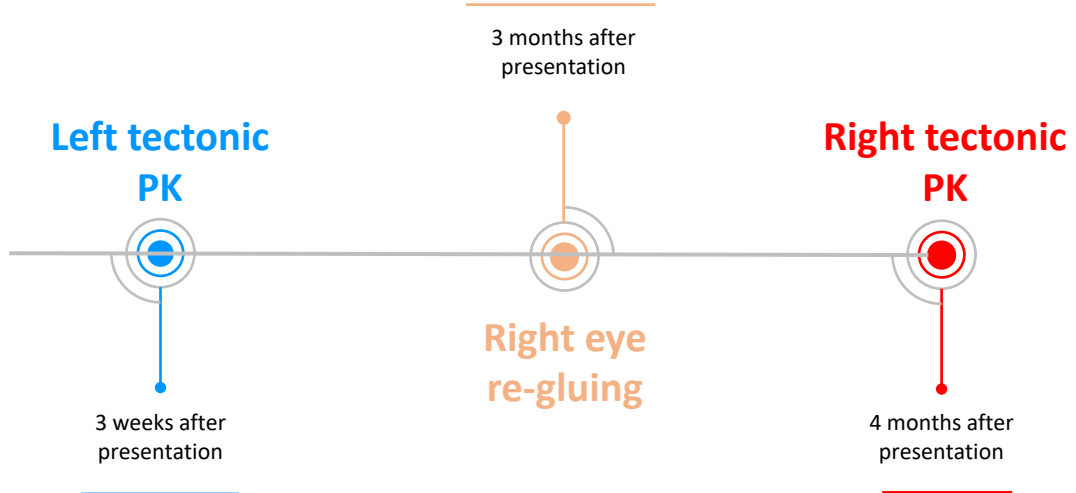 3 months after
presentation
Left tectonic
PK
Right tectonic
PK
Right eye
re-gluing
3 weeks after
presentation
4 months after
presentation